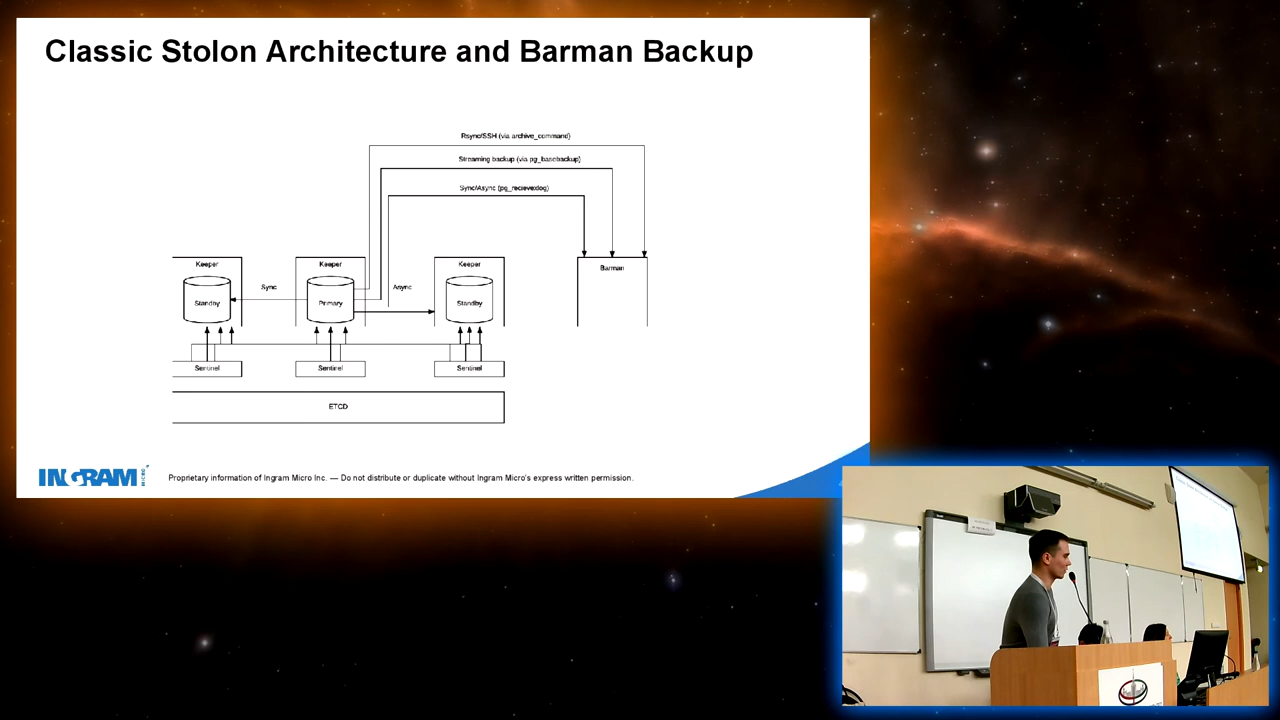 Classic Stolon Architecture and Barman Backup
Rsync/SSH (via archive_command)
Streaming backup (via pg_basebackup)
Sync/Async (pg_recievexlog)
Keeper
Keeper
Keeper
Barman
Sync
Async
Standby
Primary
Standby
Sentinel
Sentinel
Sentinel
ETCD
INGRAM MICRO
Proprietary information of Ingram Micro Inc. — Do not distribute or duplicate without Ingram Micro's express written permission.